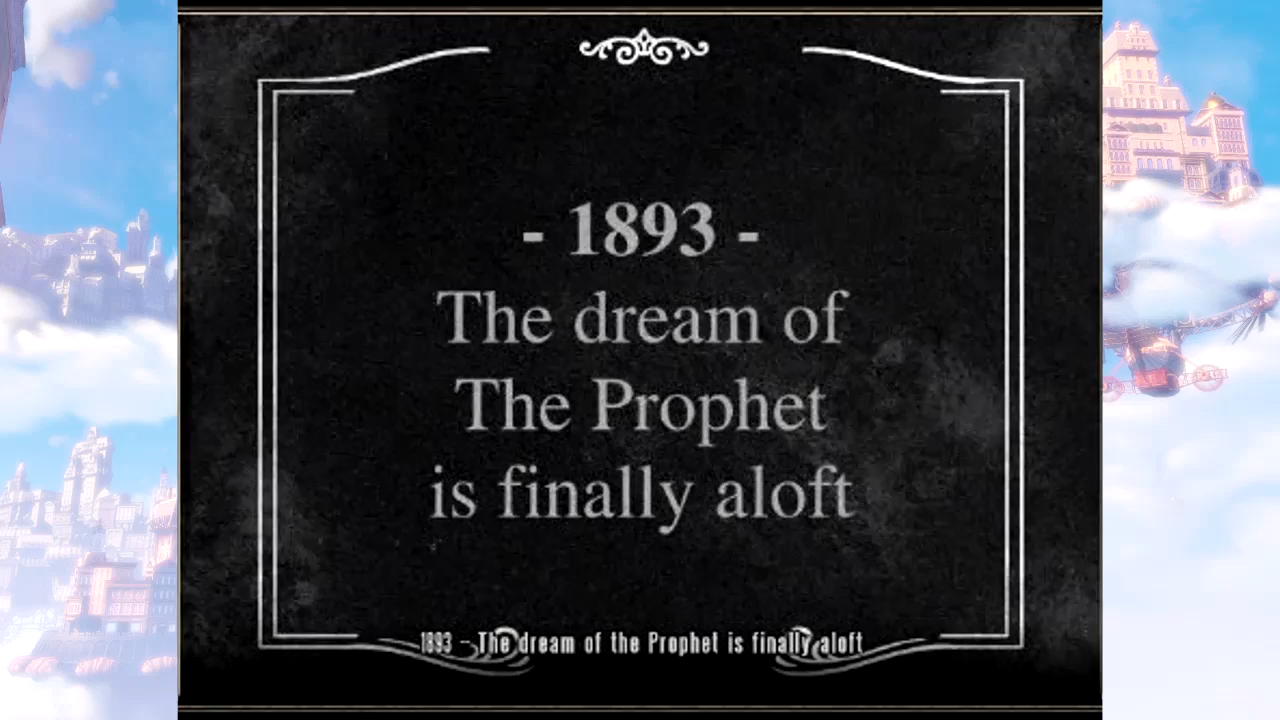 - 1893 -
The dream of
The Prophet
is finally aloft
1893 - The dream of the Prophet is finally aloft